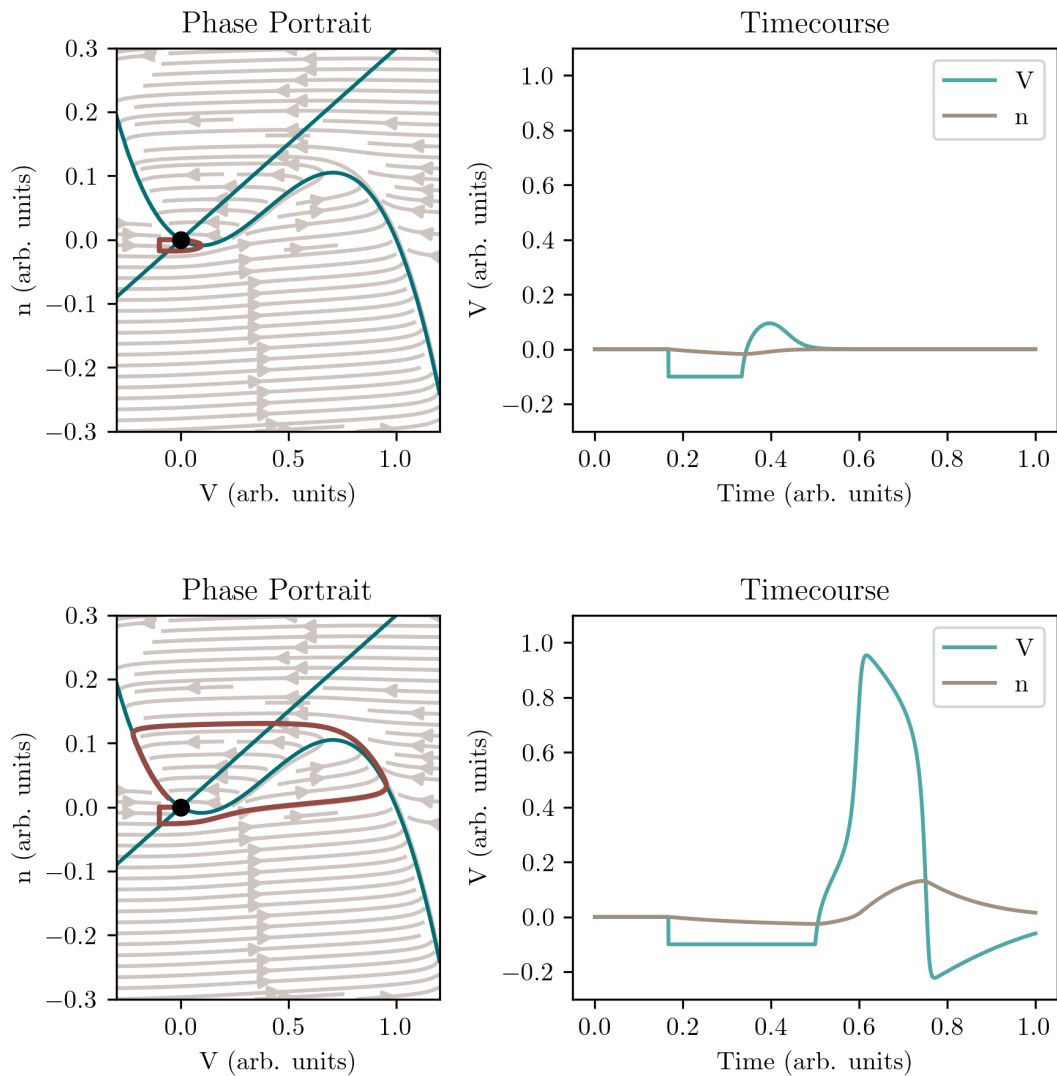 Phase Portrait
Timecourse
0.3
0.2
0.1
0.0
−0.1
−0.2
−0.3
n (arb. units)
0.0 0.5 1.0
V (arb. units)
1.0
0.8
0.6
0.4
0.2
0.0
−0.2
V (arb. units)
V
n
0.0 0.2 0.4 0.6 0.8 1.0
Time (arb. units)
Phase Portrait
Timecourse
0.3
0.2
0.1
0.0
−0.1
−0.2
−0.3
n (arb. units)
0.0 0.5 1.0
V (arb. units)
1.0
0.8
0.6
0.4
0.2
0.0
−0.2
V (arb. units)
V
n
0.0 0.2 0.4 0.6 0.8 1.0
Time (arb. units)